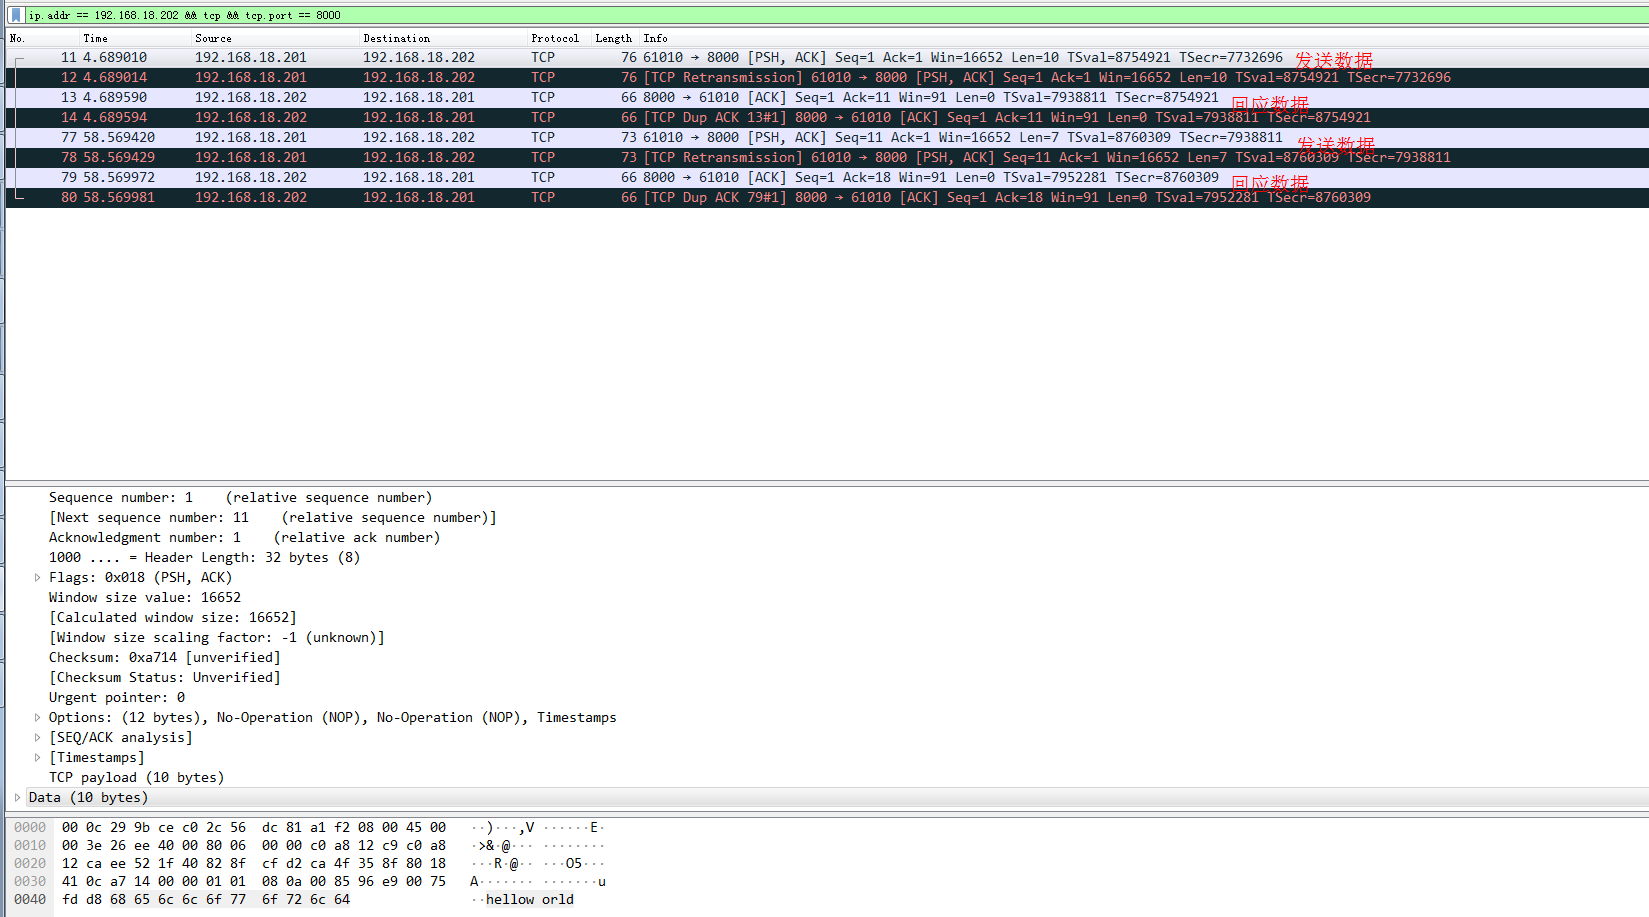 ip.addr == 192.168.18.202 && tcp && tcp.port == 8000
No. Time Source Destination Protocol Length Info
11 4.689010 192.168.18.201 192.168.18.202 TCP 76 61010 → 8000 [PSH, ACK] Seq=1 Ack=1 Win=16652 Len=10 TSval=8754921 TSecr=7732696 发送数据
12 4.689014 192.168.18.201 192.168.18.202 TCP 76 [TCP Retransmission] 61010 → 8000 [PSH, ACK] Seq=1 Ack=1 Win=16652 Len=10 TSval=8754921 TSecr=7732696
13 4.689590 192.168.18.202 192.168.18.201 TCP 66 8000 → 61010 [ACK] Seq=1 Ack=11 Win=91 Len=0 TSval=7938811 TSecr=8754921 回应数据
14 4.689594 192.168.18.202 192.168.18.201 TCP 66 [TCP Dup ACK 13#1] 8000 → 61010 [ACK] Seq=1 Ack=11 Win=91 Len=0 TSval=7938811 TSecr=8754921
77 58.569420 192.168.18.201 192.168.18.202 TCP 73 61010 → 8000 [PSH, ACK] Seq=11 Ack=1 Win=16652 Len=7 TSval=8760309 TSecr=7938811 发送数据
78 58.569429 192.168.18.201 192.168.18.202 TCP 73 [TCP Retransmission] 61010 → 8000 [PSH, ACK] Seq=11 Ack=1 Win=16652 Len=7 TSval=8760309 TSecr=7938811
79 58.569972 192.168.18.202 192.168.18.201 TCP 66 8000 → 61010 [ACK] Seq=1 Ack=18 Win=91 Len=0 TSval=7952281 TSecr=8760309 回应数据
80 58.569981 192.168.18.202 192.168.18.201 TCP 66 [TCP Dup ACK 79#1] 8000 → 61010 [ACK] Seq=1 Ack=18 Win=91 Len=0 TSval=7952281 TSecr=8760309
Sequence number: 1 (relative sequence number)
[Next sequence number: 11 (relative sequence number)]
Acknowledgment number: 1 (relative ack number)
1000 .... = Header Length: 32 bytes (8)
Flags: 0x018 (PSH, ACK)
Window size value: 16652
[Calculated window size: 16652]
[Window size scaling factor: -1 (unknown)]
Checksum: 0xa714 [unverified]
[Checksum Status: Unverified]
Urgent pointer: 0
Options: (12 bytes), No-Operation (NOP), No-Operation (NOP), Timestamps
[SEQ/ACK analysis]
[Timestamps]
TCP payload (10 bytes)
Data (10 bytes)
0000 00 0c 29 9b ce c0 2c 56 dc 81 a1 f2 08 00 45 00 ··)···,V ······E·
0010 00 3e 26 ee 40 00 80 06 00 00 c0 a8 12 c9 c0 a8 ·>&·@··· ········
0020 12 ca ee 52 1f 40 82 8f cf d2 ca 4f 35 8f 80 18 ···R·@·· ···O5···
0030 41 0c a7 14 00 00 01 01 08 0a 00 85 96 e9 00 75 A······· ·······u
0040 fd d8 68 65 6c 6c 6f 77 6f 72 6c 64 ··hellow orld